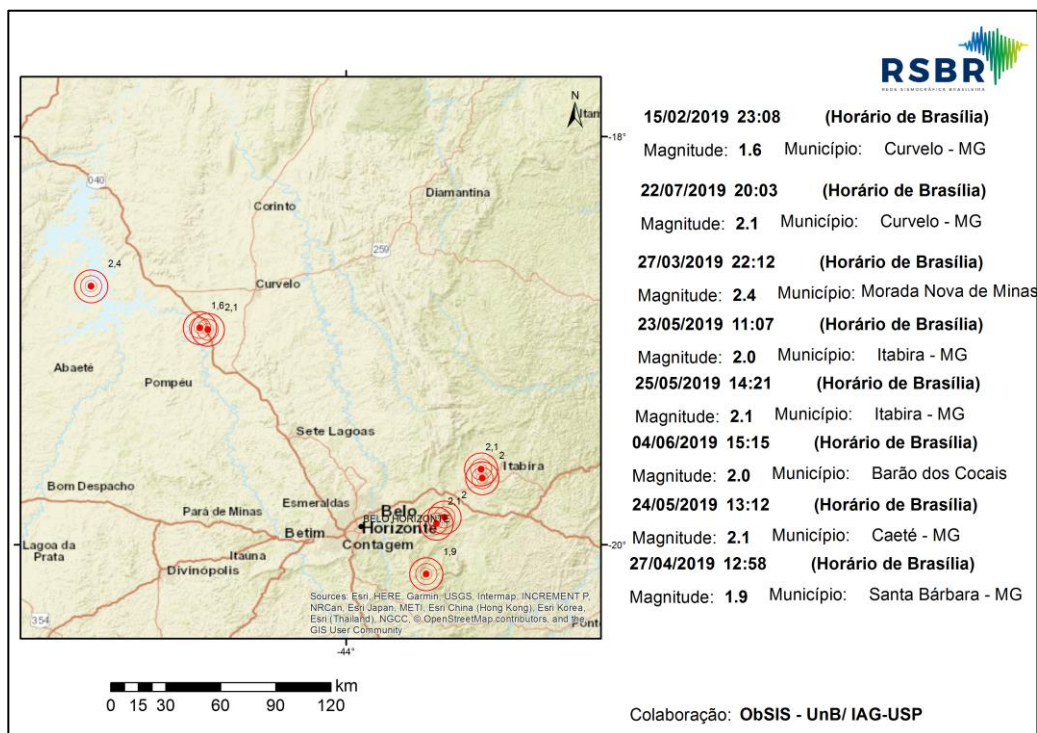 RSBR
REDE SISMOGRÁFICA BRASILEIRA
15/02/2019 23:08 (Horário de Brasília)
Magnitude: 1.6 Município: Curvelo - MG
22/07/2019 20:03 (Horário de Brasília)
Magnitude: 2.1 Município: Curvelo - MG
27/03/2019 22:12 (Horário de Brasília)
Magnitude: 2.4 Município: Morada Nova de Minas
23/05/2019 11:07 (Horário de Brasília)
Magnitude: 2.0 Município: Itabira - MG
25/05/2019 14:21 (Horário de Brasília)
Magnitude: 2.1 Município: Itabira - MG
04/06/2019 15:15 (Horário de Brasília)
Magnitude: 2.0 Município: Barão dos Cocais
24/05/2019 13:12 (Horário de Brasília)
Magnitude: 2.1 Município: Caeté - MG
27/04/2019 12:58 (Horário de Brasília)
Magnitude: 1.9 Município: Santa Bárbara - MG
Colaboração: ObSIS - UnB/ IAG-USP
N
Itam
-18°
040
Diamantina
Corinto
259
2,4
Curvelo
1,6 2,1
Abaeté
Pompéu
Sete Lagoas
2,1
2
Itabira
Bom Despacho
Esmeraldas
Pará de Minas
2,1 2
Belo
BELO HORIZONTE
Horizonte
Betim
Contagem
-20°
Lagoa da
Prata
Itauna
Divinópolis
1,9
Sources: Esri, HERE, Garmin, USGS, Intermap, INCREMENT P,
NRCan, Esri Japan, METI, Esri China (Hong Kong), Esri Korea,
Esri (Thailand), NGCC, © OpenStreetMap contributors, and the
GIS User Community
354
Ponte
-44°
km
0 15 30 60 90 120